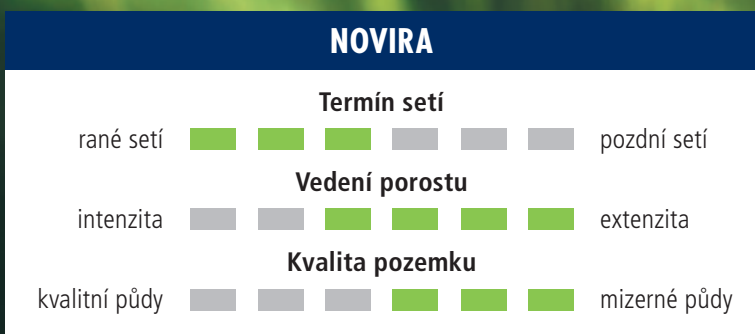 NOVIRA
Termín setí
rané setí pozdní setí
Vedení porostu
intenzita extenzita
Kvalita pozemku
kvalitní půdy mizerné půdy